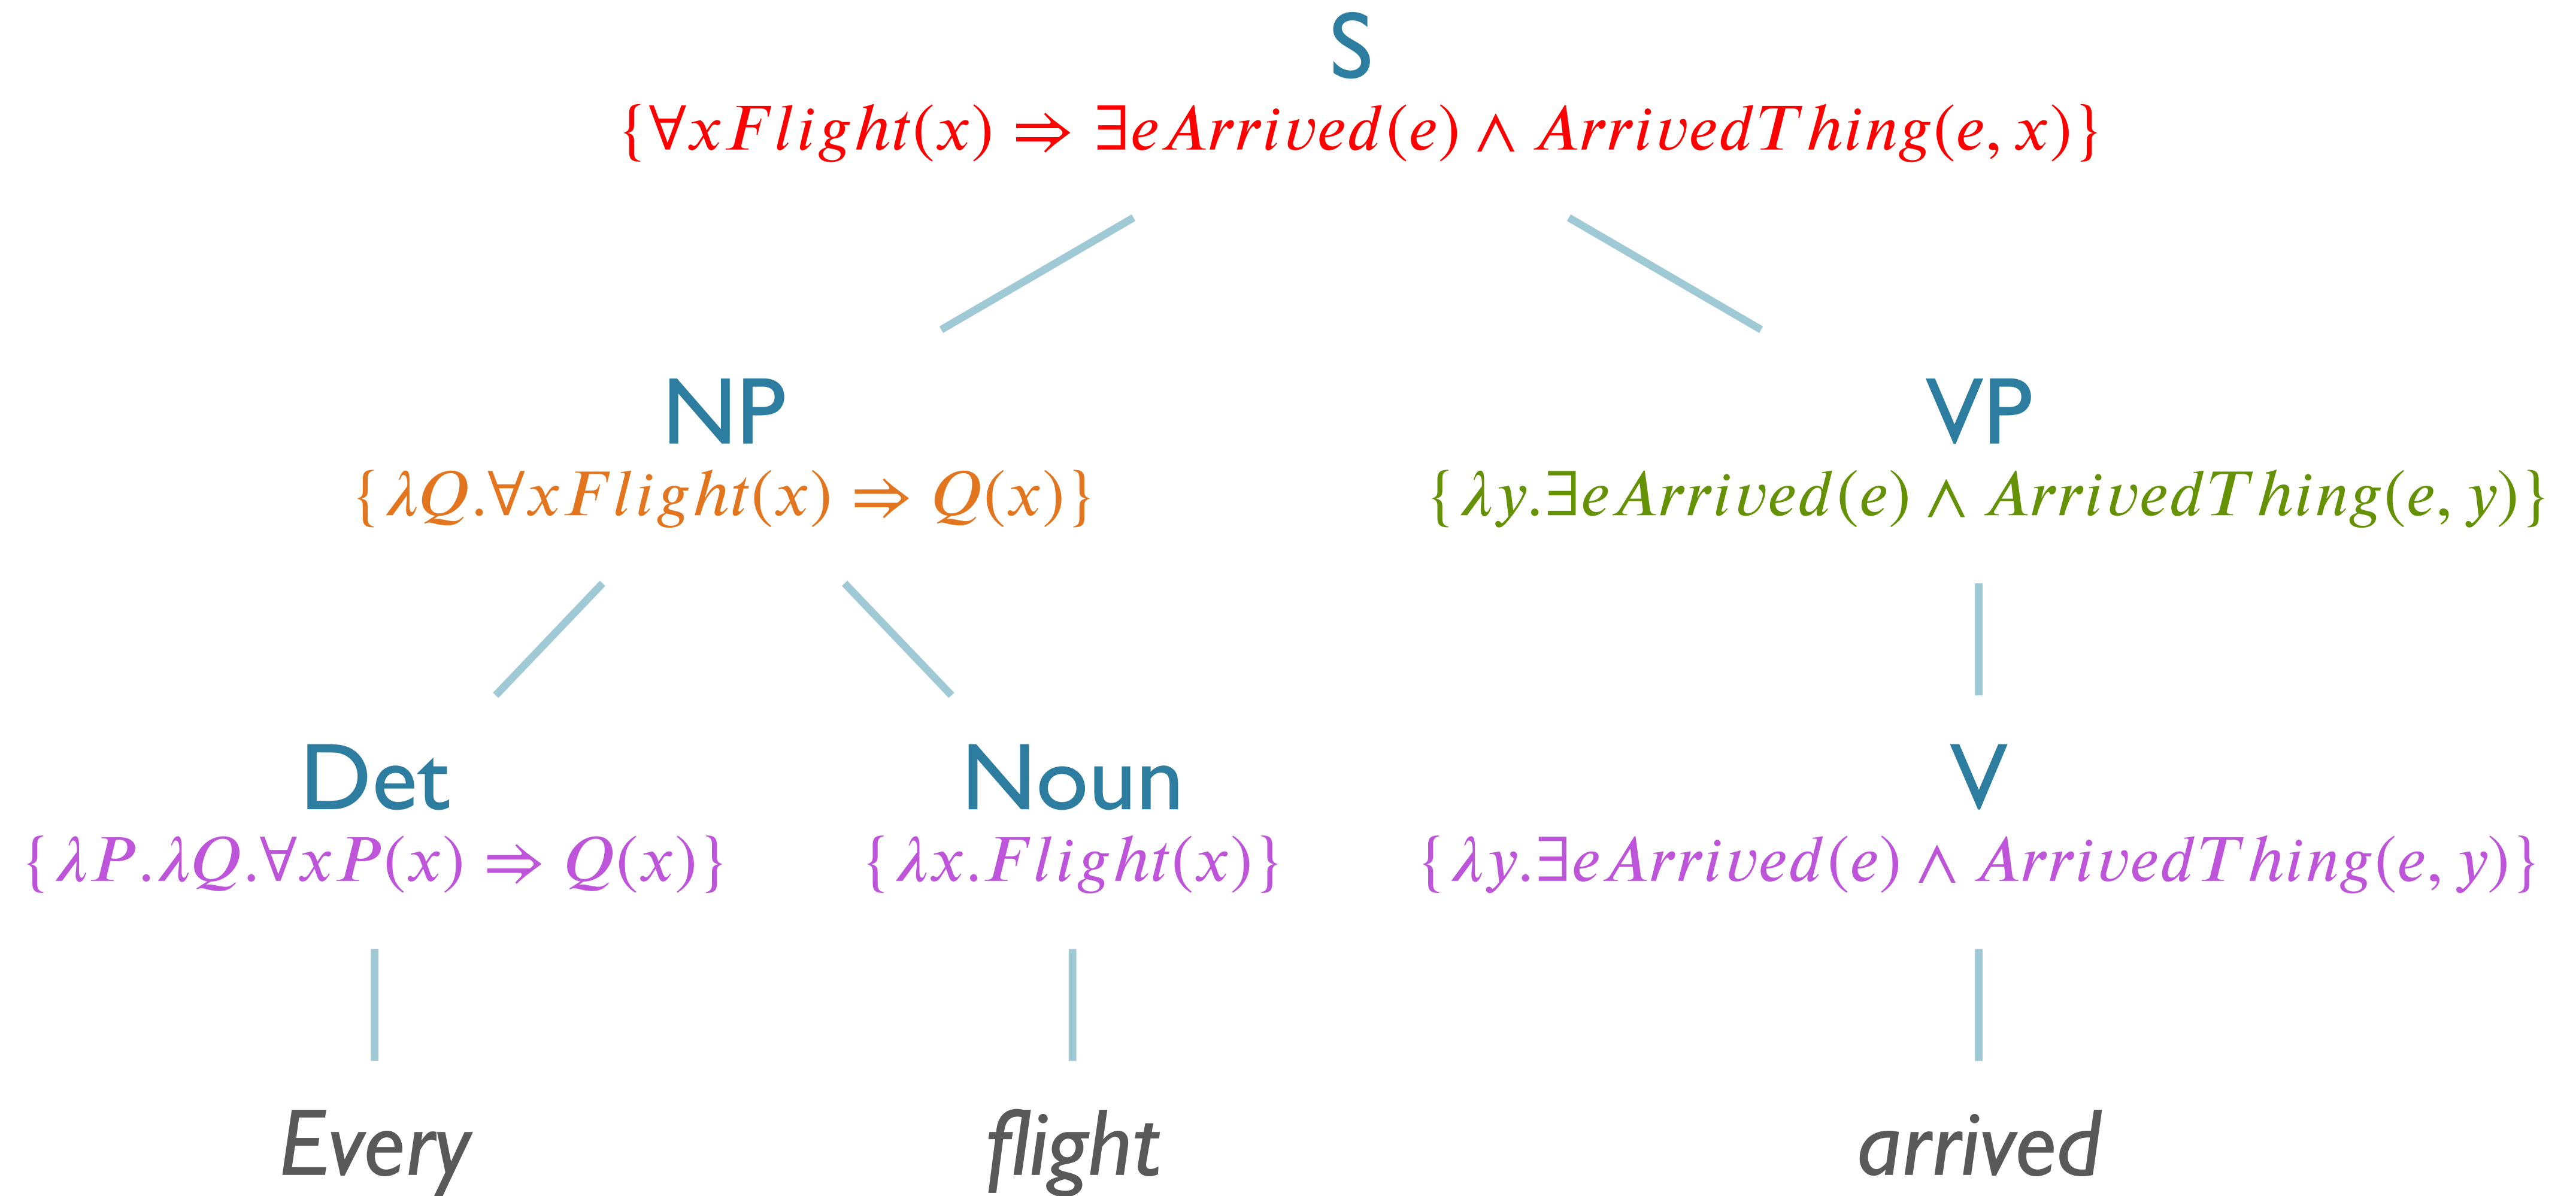 S
{∀xFlight(x) ⇒ ∃eArrived(e) ∧ ArrivedThing(e, x)}
NP VP
{λQ.∀xFlight(x) ⇒ Q(x)} {λy.∃eArrived(e) ∧ ArrivedThing(e, y)}
Det Noun V
{λP.λQ.∀xP(x) ⇒ Q(x)} {λx.Flight(x)} {λy.∃eArrived(e) ∧ ArrivedThing(e, y)}
Every flight arrived